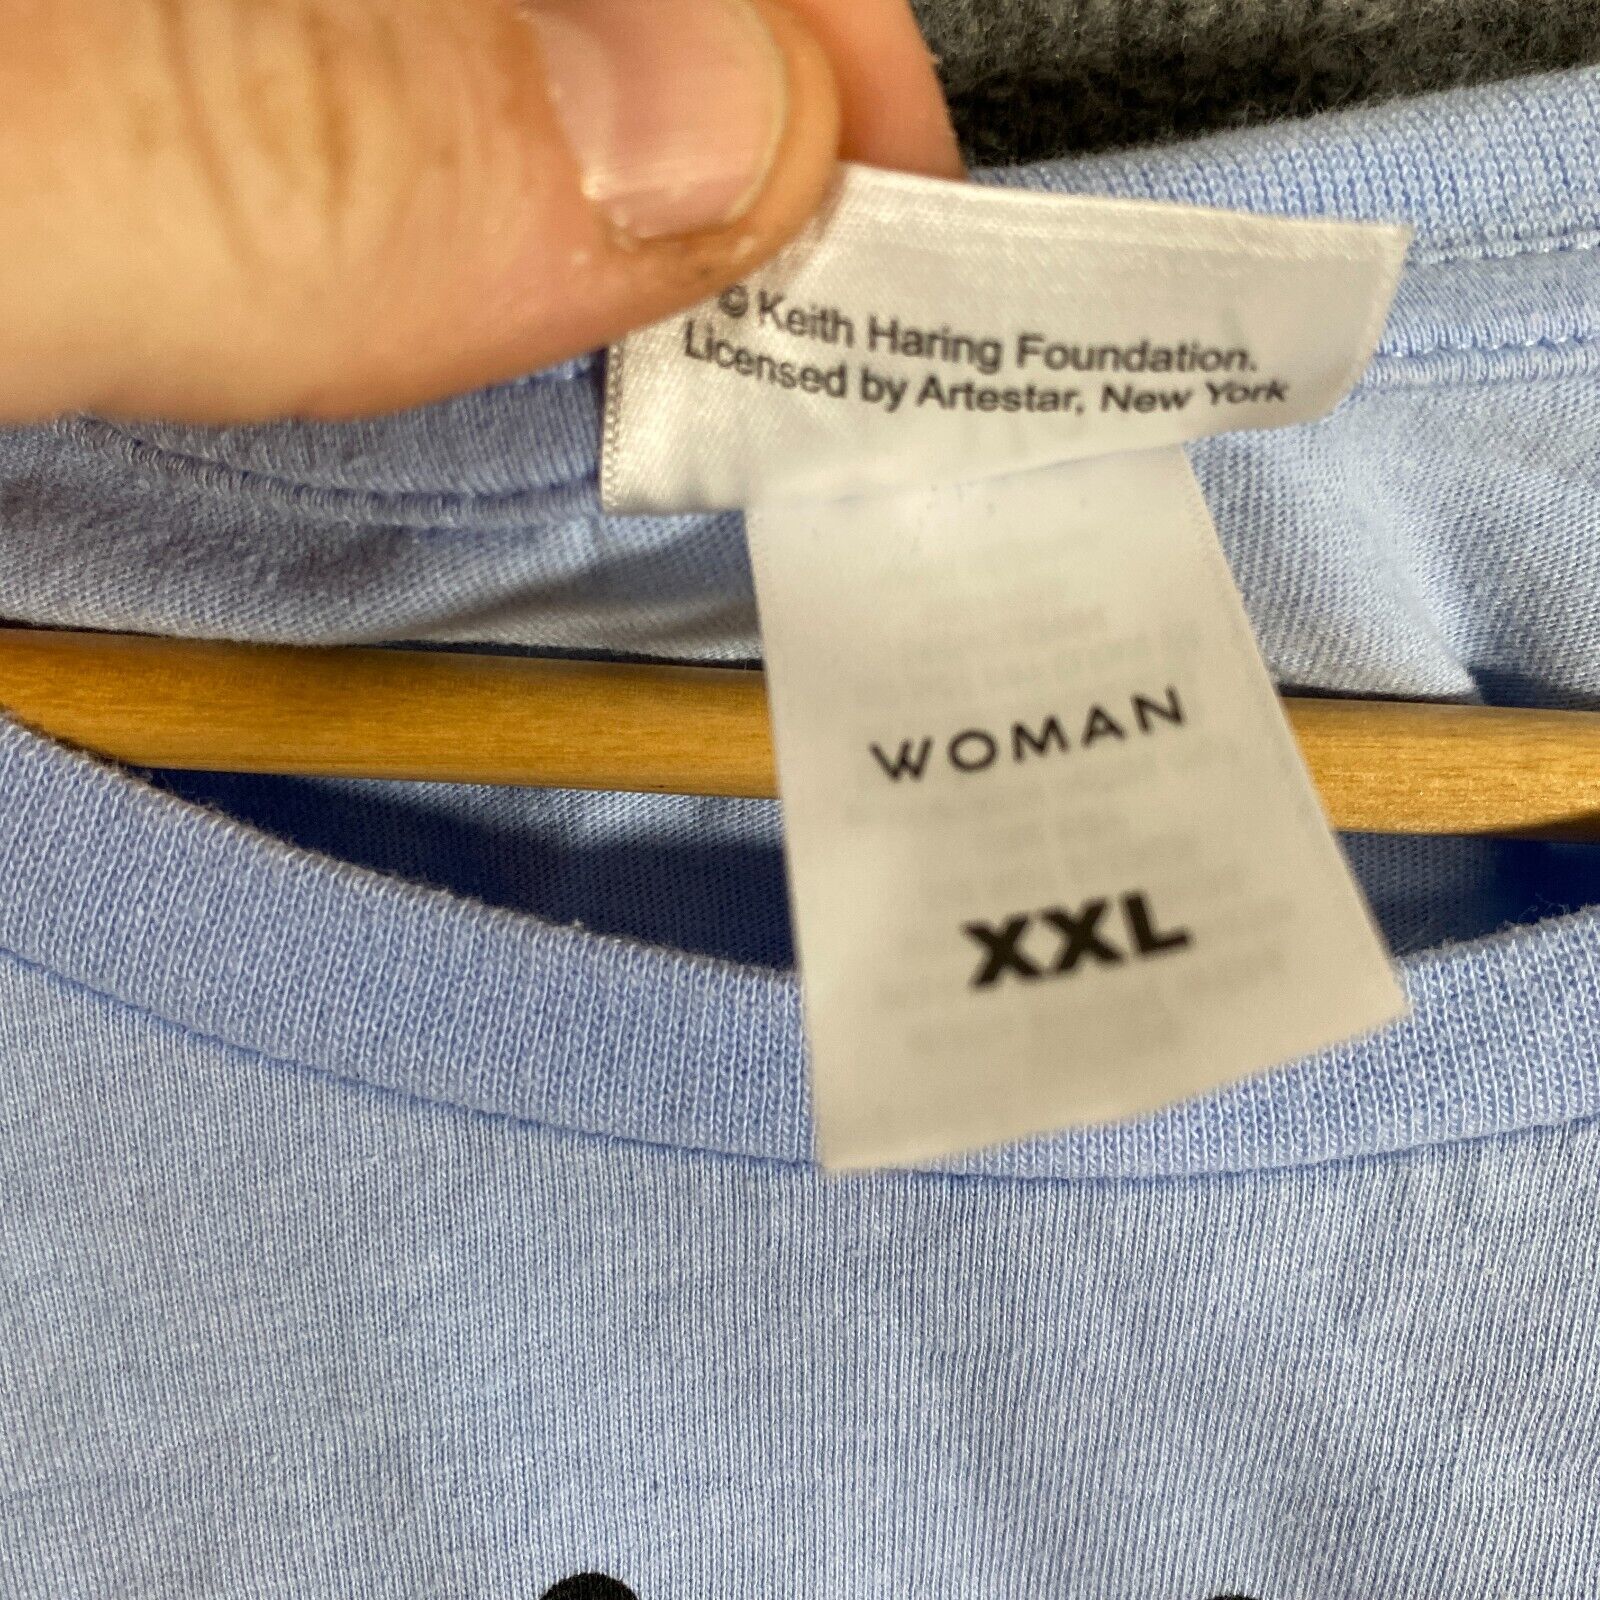 © Keith Haring Foundation.
Licensed by Artestar, New York
WOMAN
XXL